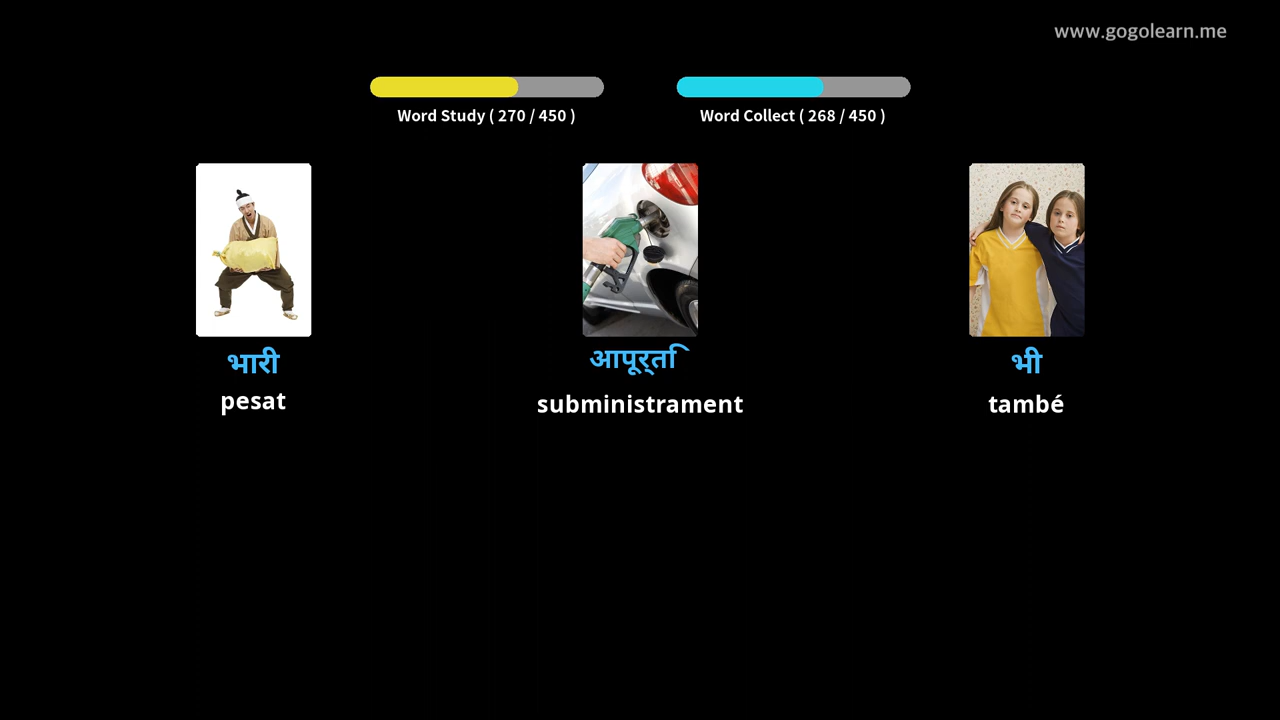 www.gogolearn.me
Word Study ( 270 / 450 )
Word Collect ( 268 / 450 )
भारी
आपूर्ति
भी
pesat
subministrament
també